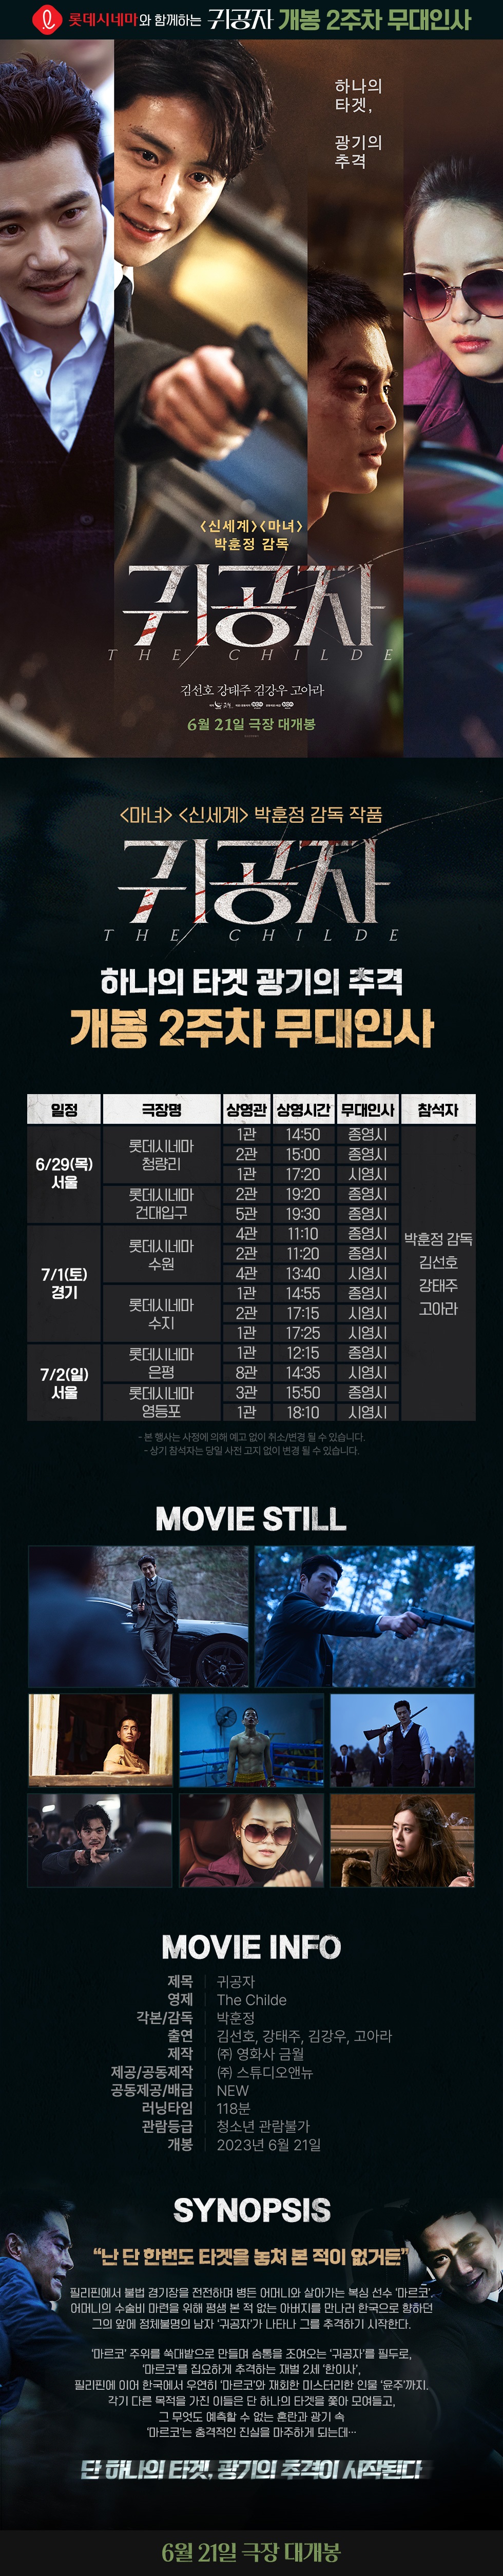 롯데시네마와 함께하는 귀공자 개봉 2주차 무대인사
하나의
타겟,
광기의
추격
<신세계><마녀>
박훈정 감독
귀공자
THE CHILDE
김선호 강태주 김강우 고아라
6월 21일 극장 대개봉
<마녀> <신세계> 박훈정 감독 작품
귀공자
THE CHILDE
하나의 타겟 광기의 추격
개봉 2주차 무대인사
일정 극장명 상영관 상영시간 무대인사 참석자
6/29(목)
서울
롯데시네마
청량리
1관 14:50 종영시
2관 15:00 종영시
1관 17:20 시영시
롯데시네마
건대입구
2관 19:20 시영시
5관 19:30 종영시
7/1(토)
경기
롯데시네마
수원
4관 11:10 종영시
2관 11:20 종영시
4관 13:40 시영시
롯데시네마
수지
1관 14:55 종영시
2관 17:15 시영시
1관 17:25 시영시
7/2(일)
서울
롯데시네마
은평
1관 12:15 종영시
8관 14:35 시영시
롯데시네마
영등포
3관 15:50 종영시
1관 18:10 시영시
박훈정 감독
김선호
강태주
고아라
- 본 행사는 사정에 의해 예고 없이 취소/변경 될 수 있습니다.
- 상기 참석자는 당일 사전 고지 없이 변경 될 수 있습니다.
MOVIE STILL
MOVIE INFO
제목 귀공자
영제 The Childe
각본/감독 박훈정
출연 김선호, 강태주, 김강우, 고아라
제작 ㈜ 영화사 금월
제공/공동제작 ㈜ 스튜디오앤뉴
공동제공/배급 NEW
러닝타임 118분
관람등급 청소년 관람불가
개봉 2023년 6월 21일
SYNOPSIS
“난 단 한번도 타겟을 놓쳐 본 적이 없거든”
필리핀에서 불법 경기장을 전전하며 병든 어머니와 살아가는 복싱 선수 ‘마르코’.
어머니의 수술비 마련을 위해 평생 본 적 없는 아버지를 만나러 한국으로 향하던
그의 앞에 정체불명의 남자 ‘귀공자’가 나타나 그를 추격하기 시작한다.
‘마르코’ 주위를 쑥대밭으로 만들며 숨통을 조여오는 ‘귀공자’를 필두로,
‘마르코’를 집요하게 추격하는 재벌 2세 ‘한이사’,
필리핀에 이어 한국에서 우연히 ‘마르코’와 재회한 미스터리한 인물 ‘윤주’까지.
각기 다른 목적을 가진 이들은 단 하나의 타겟을 쫓아 모여들고,
그 무엇도 예측할 수 없는 혼란과 광기 속
‘마르코’는 충격적인 진실을 마주하게 되는데…
단 하나의 타겟, 광기의 추격이 시작된다
6월 21일 극장 대개봉